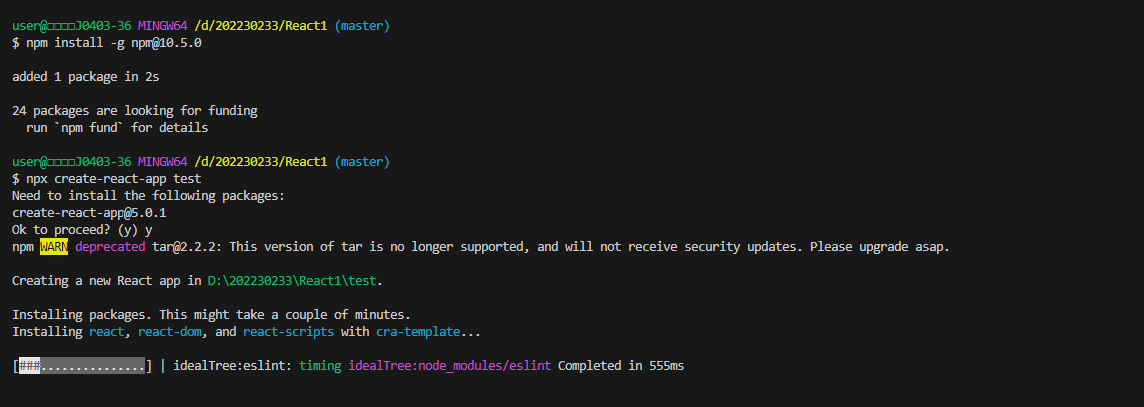 user@□□□□J0403-36 MINGW64 /d/202230233/React1 (master)
$ npm install -g npm@10.5.0
added 1 package in 2s
24 packages are looking for funding
run `npm fund` for details
user@□□□□J0403-36 MINGW64 /d/202230233/React1 (master)
$ npx create-react-app test
Need to install the following packages:
create-react-app@5.0.1
Ok to proceed? (y) y
npm WARN deprecated tar@2.2.2: This version of tar is no longer supported, and will not receive security updates. Please upgrade asap.
Creating a new React app in D:\202230233\React1\test.
Installing packages. This might take a couple of minutes.
Installing react, react-dom, and react-scripts with cra-template...
[###...............] | idealTree:eslint: timing idealTree:node_modules/eslint Completed in 555ms